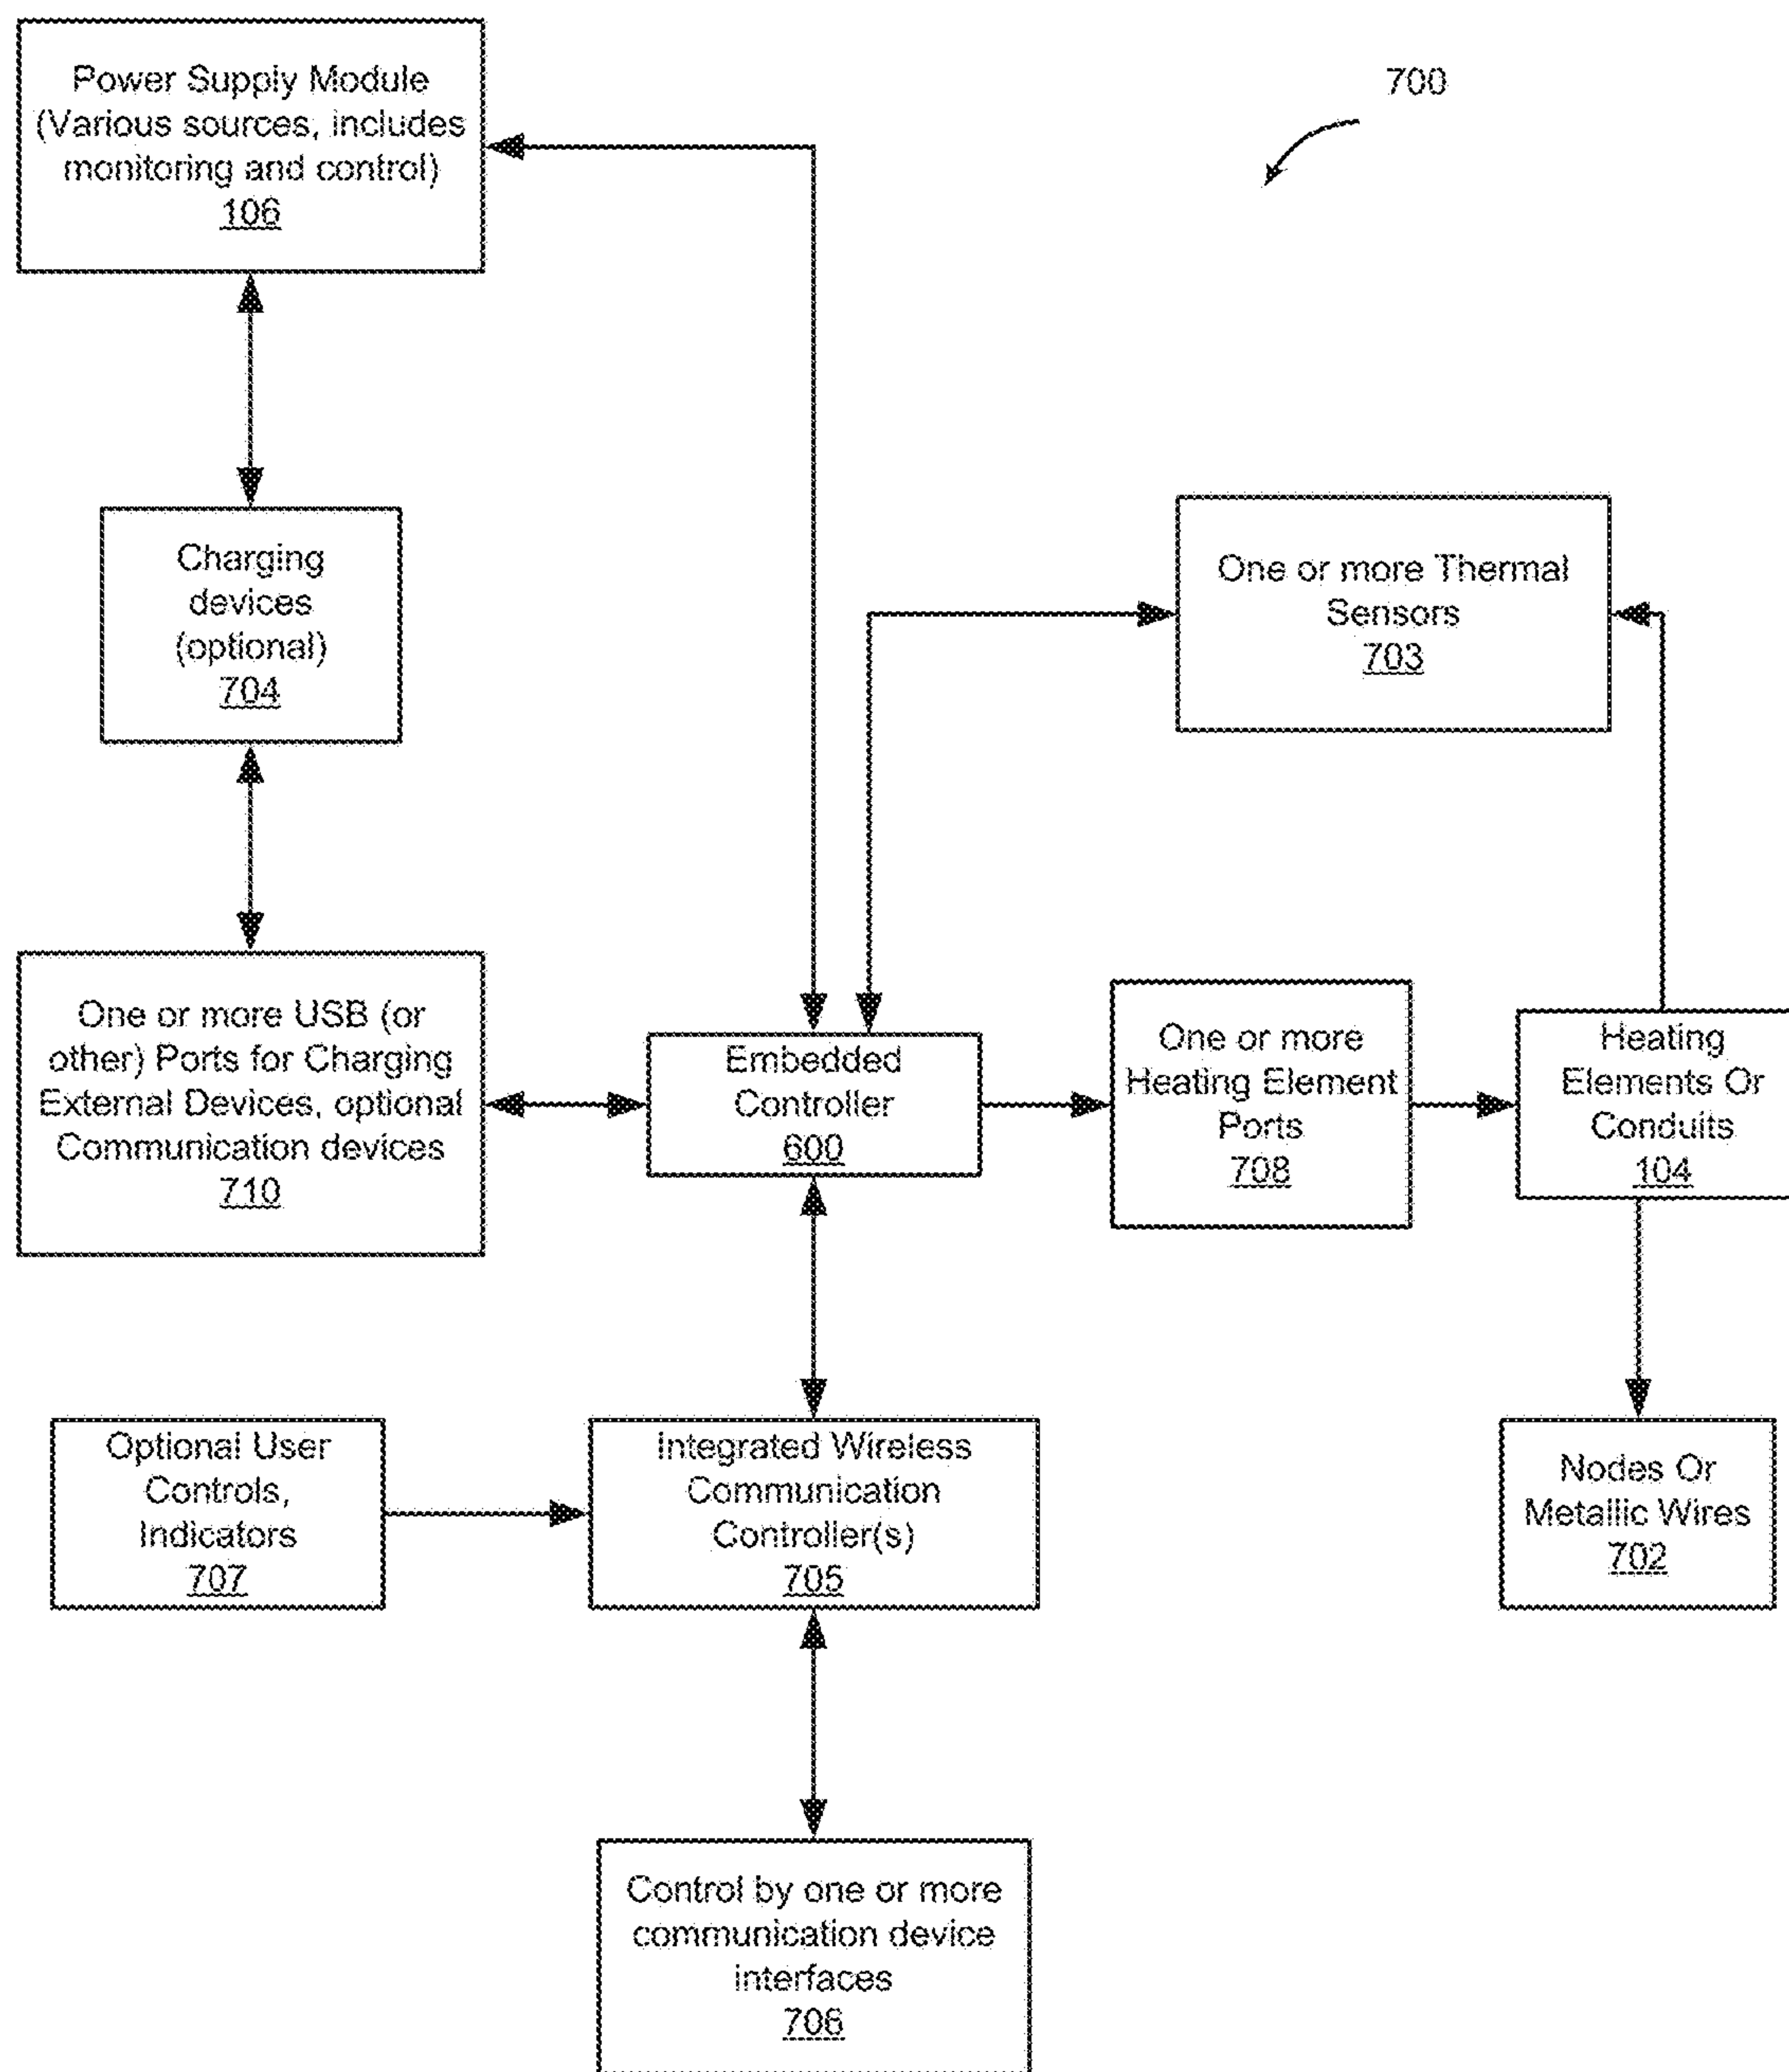 Power Supply Module
(Various sources, includes
monitoring and control)
106
700
Charging
devices
(optional)
704
One or more Thermal
Sensors
703
One or more USB (or
other) Ports for Charging
External Devices, optional
Communication devices
710
Embedded
Controller
600
One or more
Heating Element
Ports
708
Heating
Elements Or
Conduits
104
Optional User
Controls,
Indicators
707
Integrated Wireless
Communication
Controller(s)
705
Nodes Or
Metallic Wires
702
Control by one or more
communication device
interfaces
706